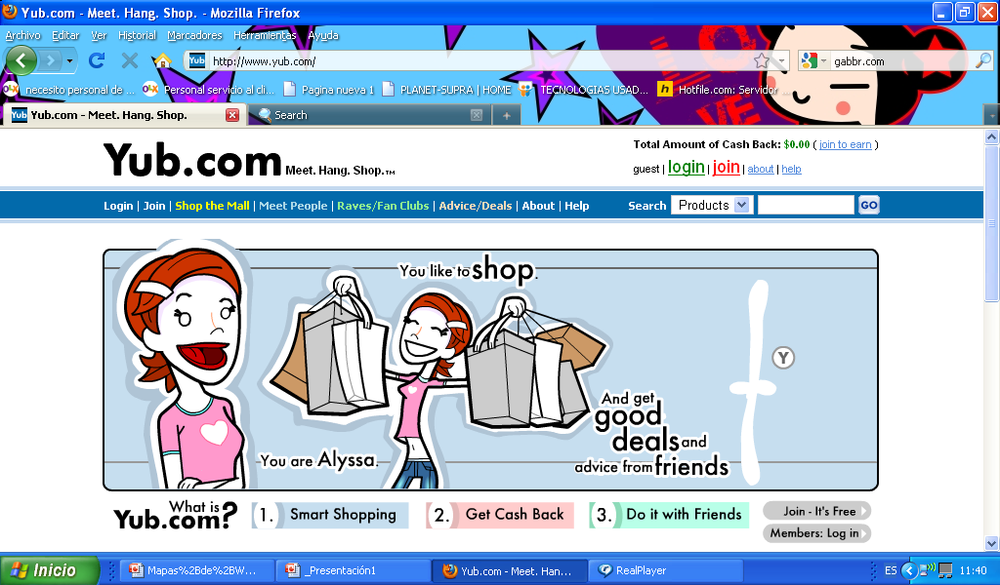 Yub.com - Meet. Hang. Shop. - Mozilla Firefox
Archivo Editar Ver Historial Marcadores Herramientas Ayuda
Yub http://www.yub.com/ gabbr.com
OLX necesito personal de ... OLX Personal servicio al cli... Pagina nueva 1 PLANET-SUPRA | HOME TECNOLOGIAS USAD... h Hotfile.com: Servidor ...
Yub Yub.com - Meet. Hang. Shop. Search
Yub.com Meet. Hang. Shop.™
Total Amount of Cash Back: $0.00 ( join to earn )
guest | login | join | about | help
Login | Join | Shop the Mall | Meet People | Raves/Fan Clubs | Advice/Deals | About | Help Search Products GO
You like to shop.
Y
And get
good
deals and
advice from friends
You are Alyssa.
What is
Yub.com? 1. Smart Shopping 2. Get Cash Back 3. Do it with Friends
Join - It's Free
Members: Log in
Inicio Mapas%2Bde%2BW... _Presentación1 Yub.com - Meet. Han... RealPlayer ES 11:40